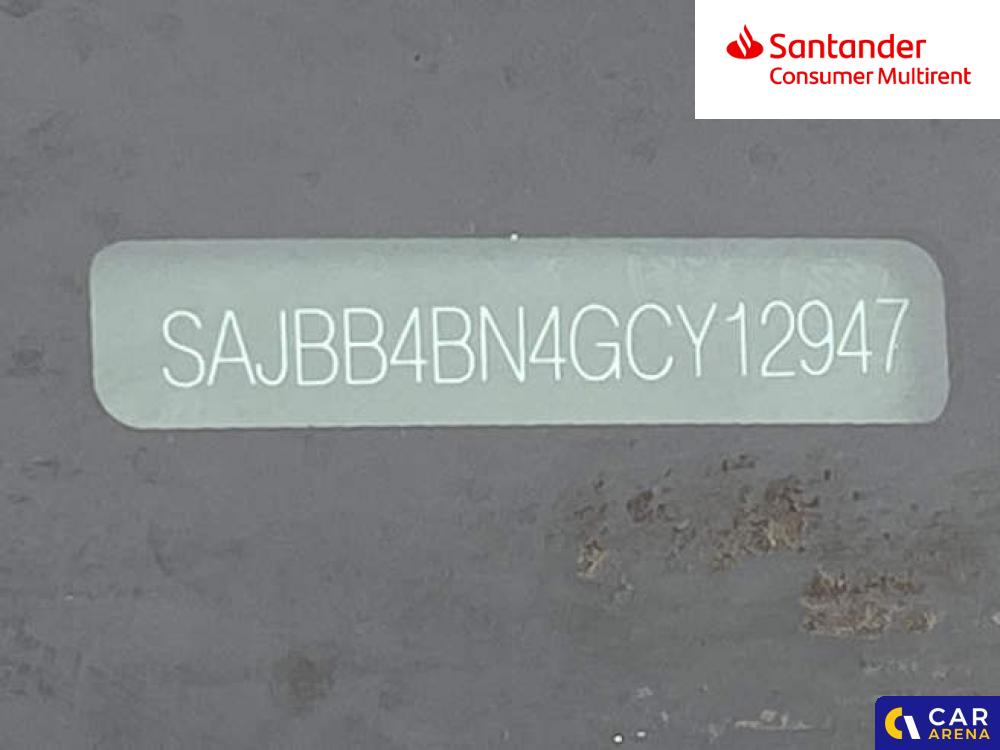 Santander
Consumer Multirent
SAJBB4BN4GCY12947
CAR
ARENA